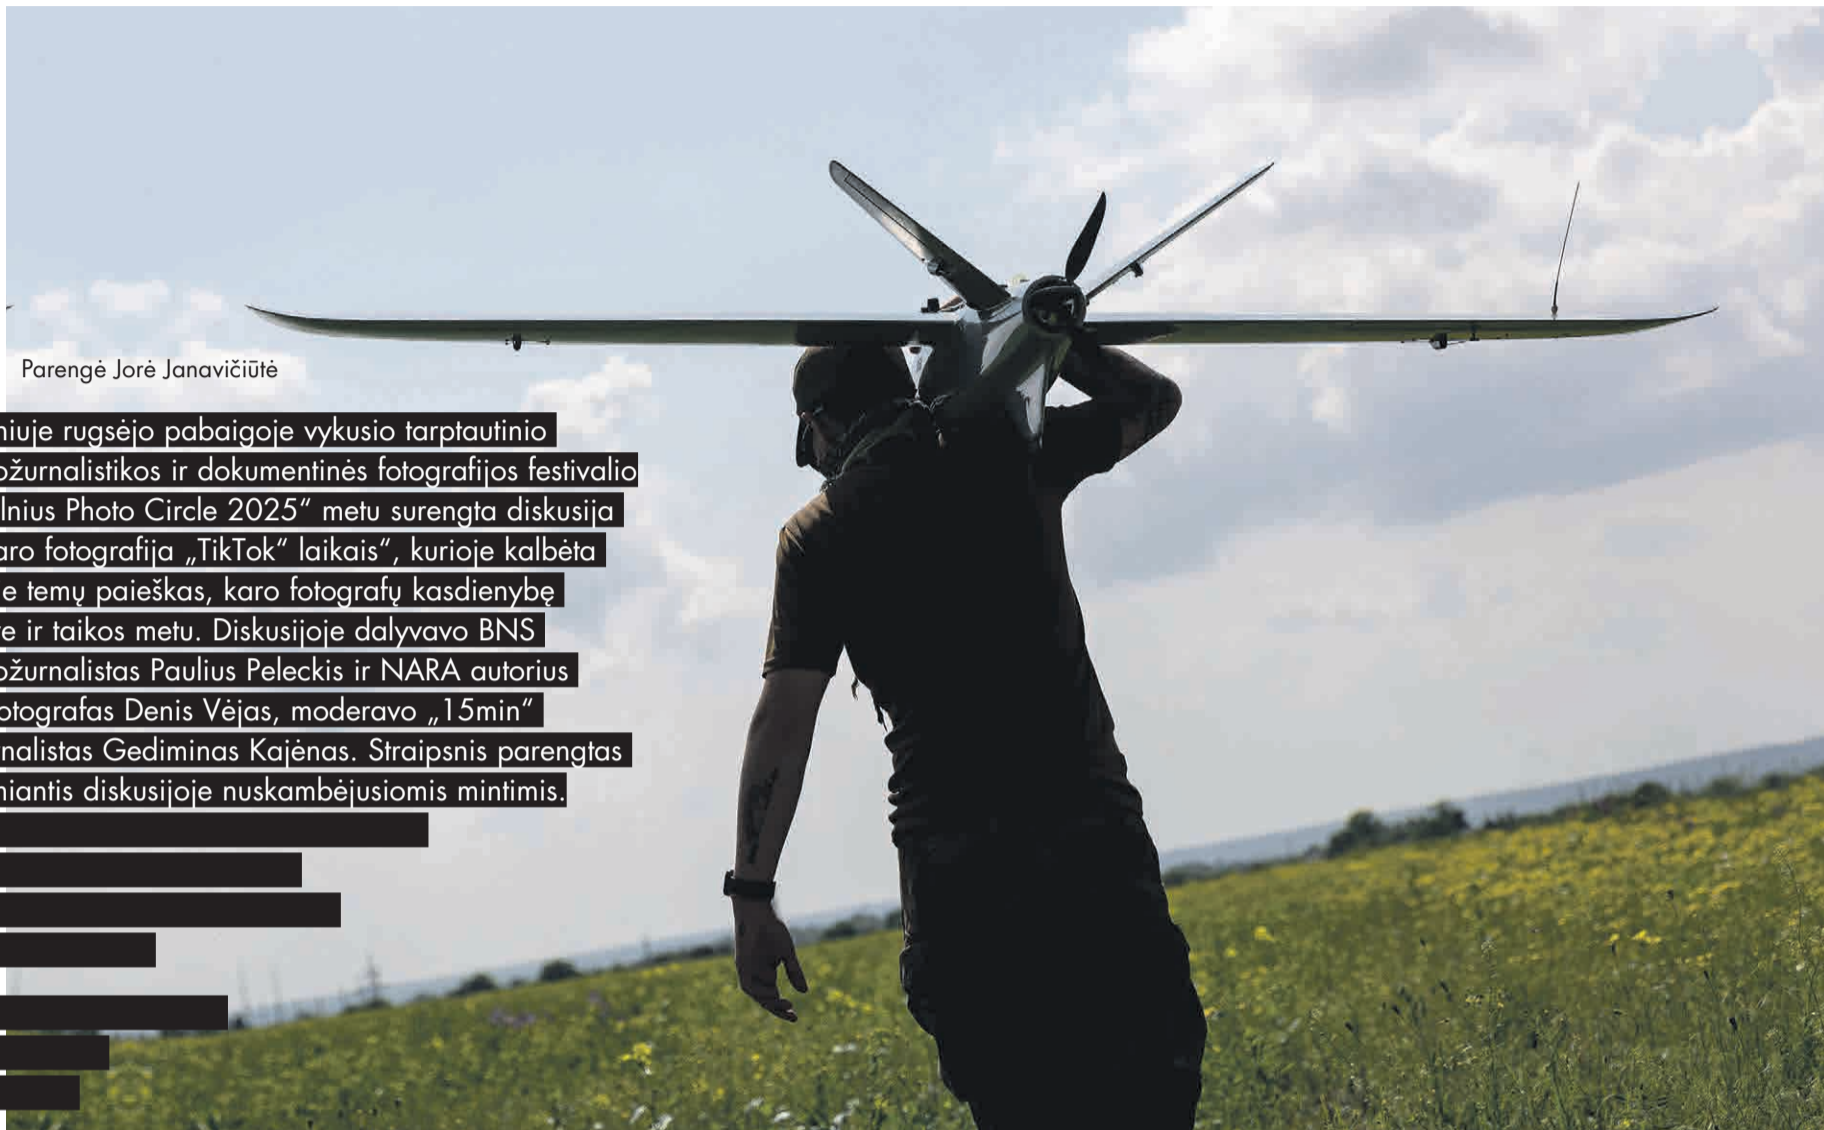 Parengė Jorė Janavičiūtė
niuje rugsėjo pabaigoje vykusio tarptautinio
ožurnalistikos ir dokumentinės fotografijos festivalio
lnius Photo Circle 2025“ metu surengta diskusija
aro fotografija „TikTok“ laikais“, kurioje kalbėta
e temų paieškas, karo fotografų kasdienybę
e ir taikos metu. Diskusijoje dalyvavo BNS
ožurnalistas Paulius Peleckis ir NARA autorius
otografas Denis Vėjas, moderavo „15min“
nalistas Gediminas Kajėnas. Straipsnis parengtas
iantis diskusijoje nuskambėjusiomis mintimis.